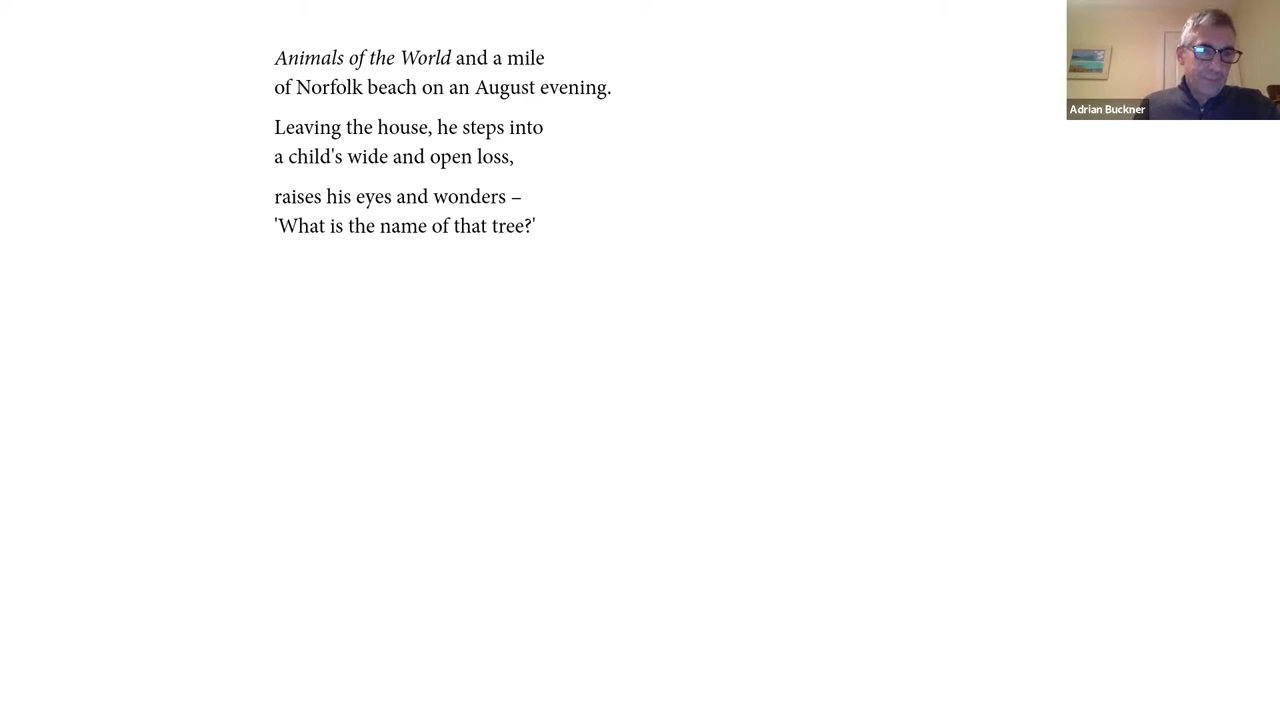 Animals of the World and a mile
of Norfolk beach on an August evening.
Leaving the house, he steps into
a child's wide and open loss,
raises his eyes and wonders –
'What is the name of that tree?'
Adrian Buckner